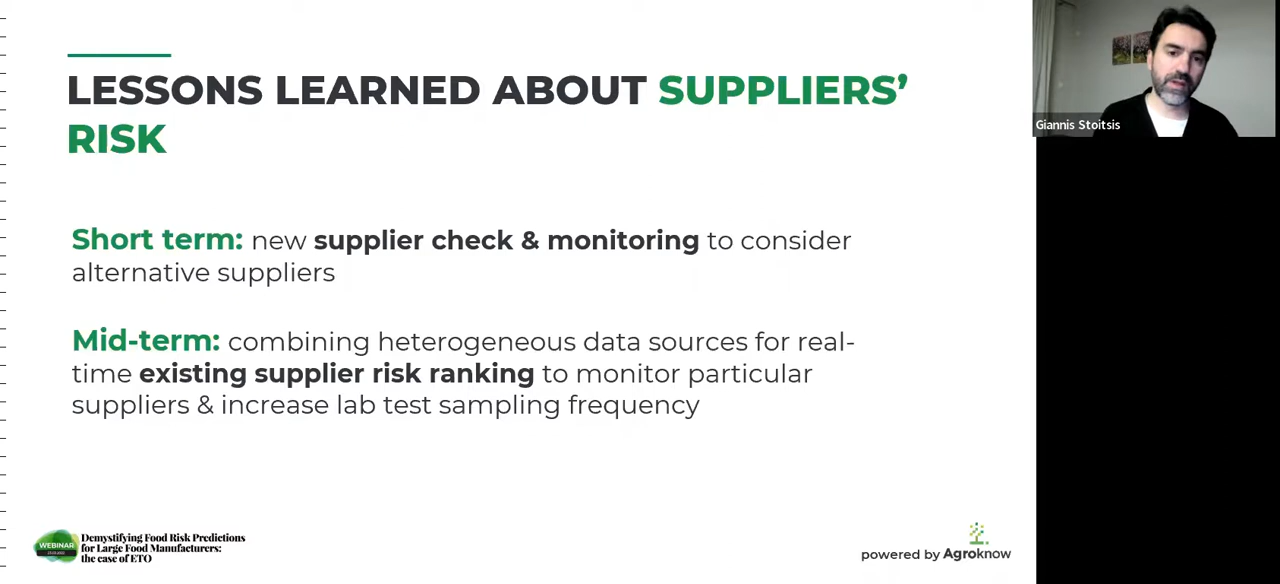 LESSONS LEARNED ABOUT SUPPLIERS’
RISK
Giannis Stoitsis
Short term: new supplier check & monitoring to consider
alternative suppliers
Mid-term: combining heterogeneous data sources for real-
time existing supplier risk ranking to monitor particular
suppliers & increase lab test sampling frequency
WEBINAR
Demystifying Food Risk Predictions
for Large Food Manufacturers:
the case of ETO
powered by Agroknow